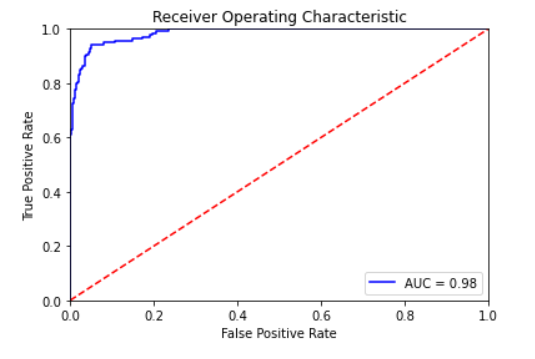 Receiver Operating Characteristic
1.0
0.8
0.6
0.4
0.2
0.0
True Positive Rate
AUC = 0.98
0.0 0.2 0.4 0.6 0.8 1.0
False Positive Rate